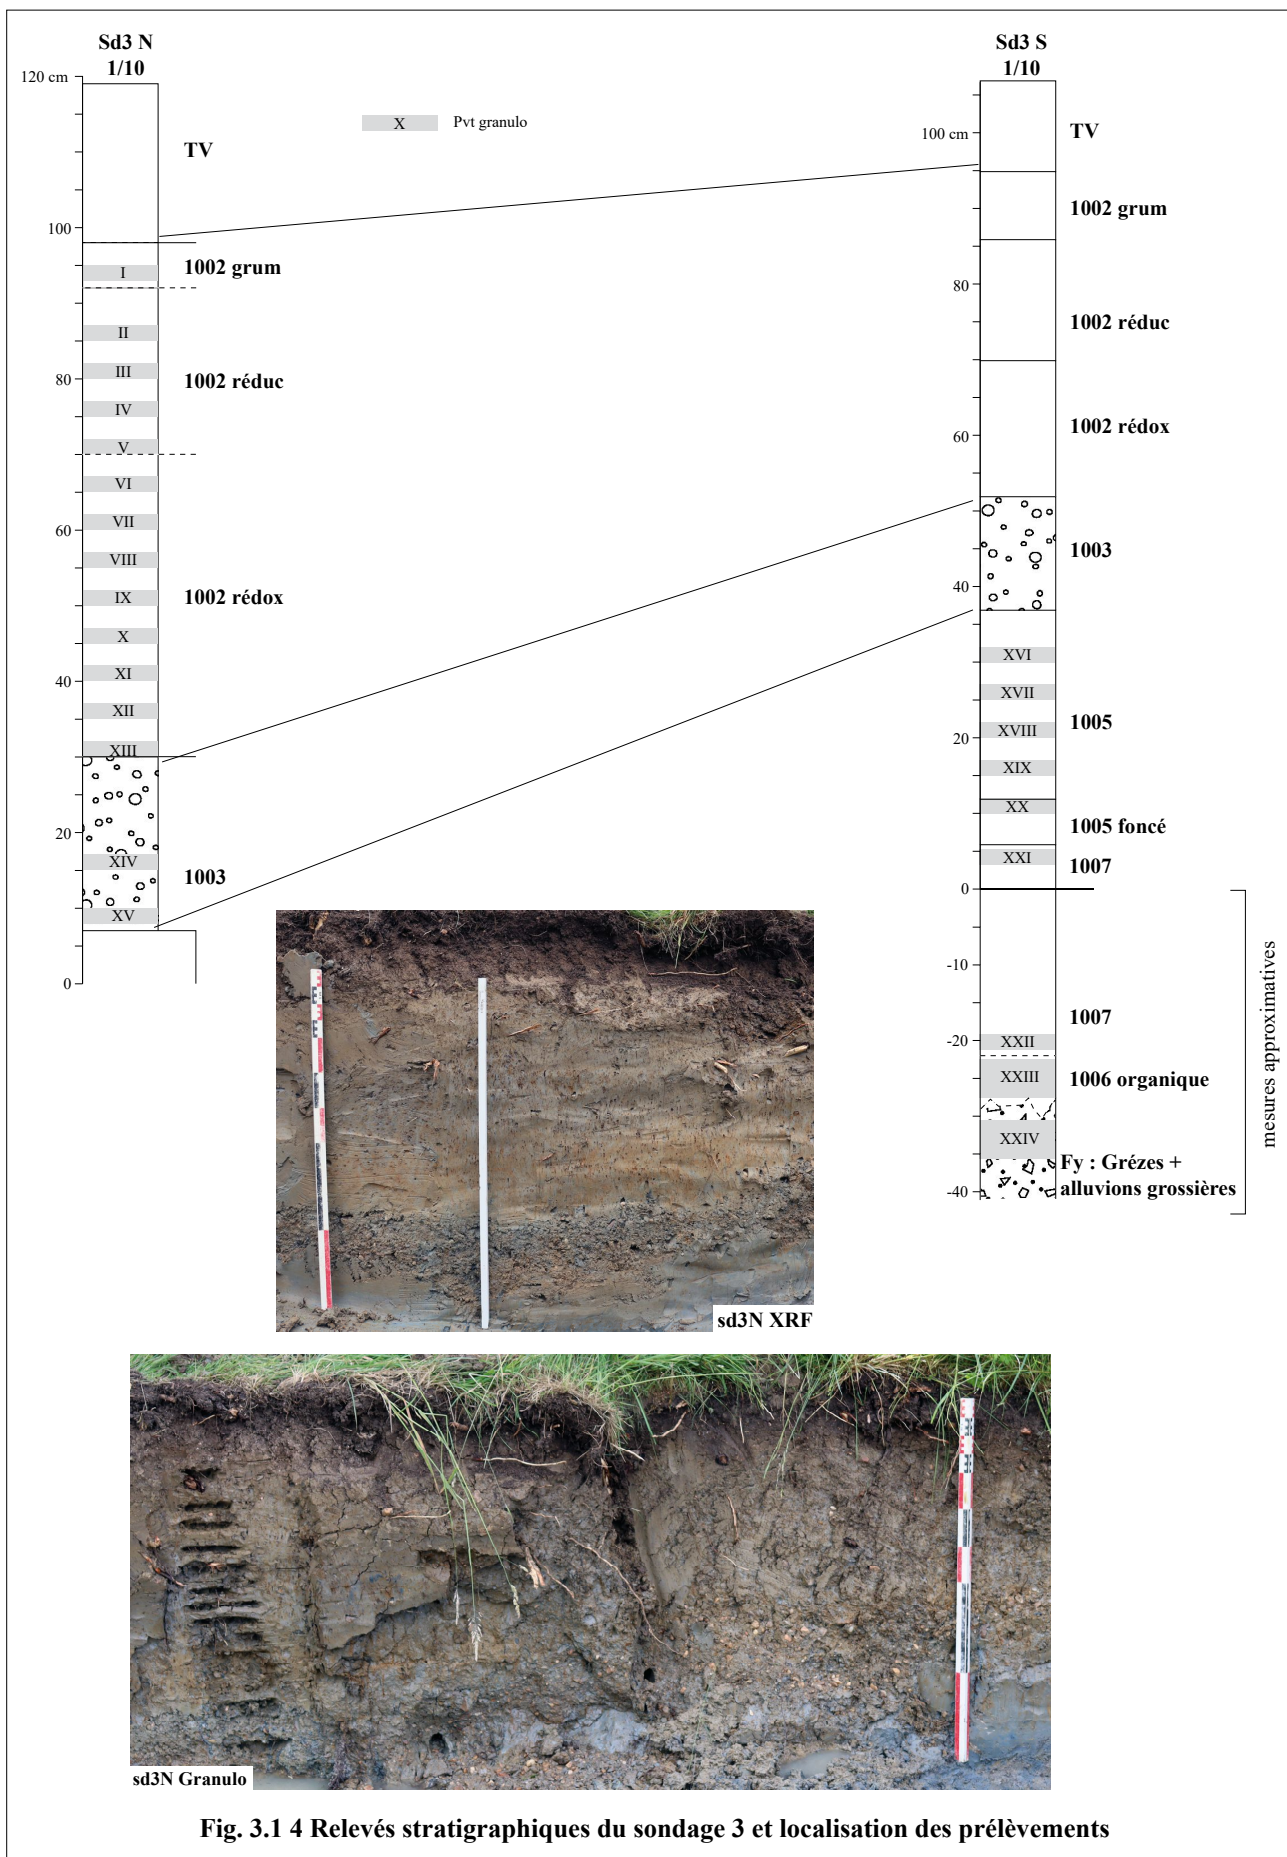 Sd3 N
1/10
120 cm
TV
100
1002 grum
I
II
III
80
1002 réduc
IV
V
VI
VII
60
VIII
IX
1002 rédox
X
XI
40
XII
XIII
20
XIV
1003
XV
0
X
Pvt granulo
Sd3 S
1/10
100 cm
TV
1002 grum
80
1002 réduc
60
1002 rédox
1003
40
XVI
XVII
1005
20
XVIII
XIX
XX
1005 foncé
XXI
1007
0
-10
1007
-20
XXII
XXIII
1006 organique
XXIV
Fy : Grézes +
alluvions grossières
-40
mesures approximatives
sd3N XRF
sd3N Granulo
Fig. 3.1 4 Relevés stratigraphiques du sondage 3 et localisation des prélèvements